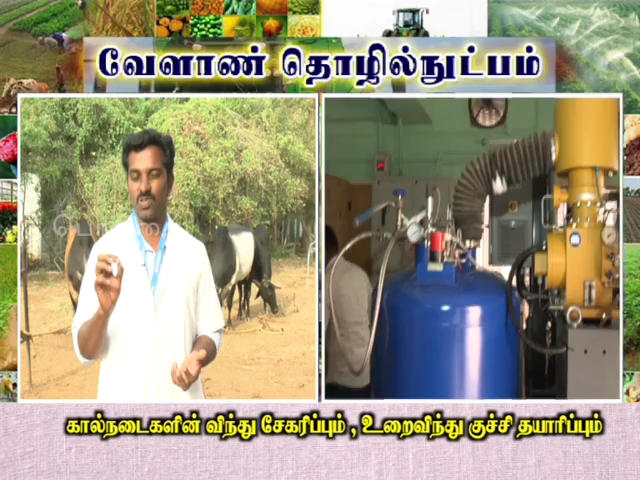 வேளாண் தொழில்நுட்பம்
கால்நடைகளின் விந்து சேகரிப்பும் , உறைவிந்து குச்சி தயாரிப்பும்